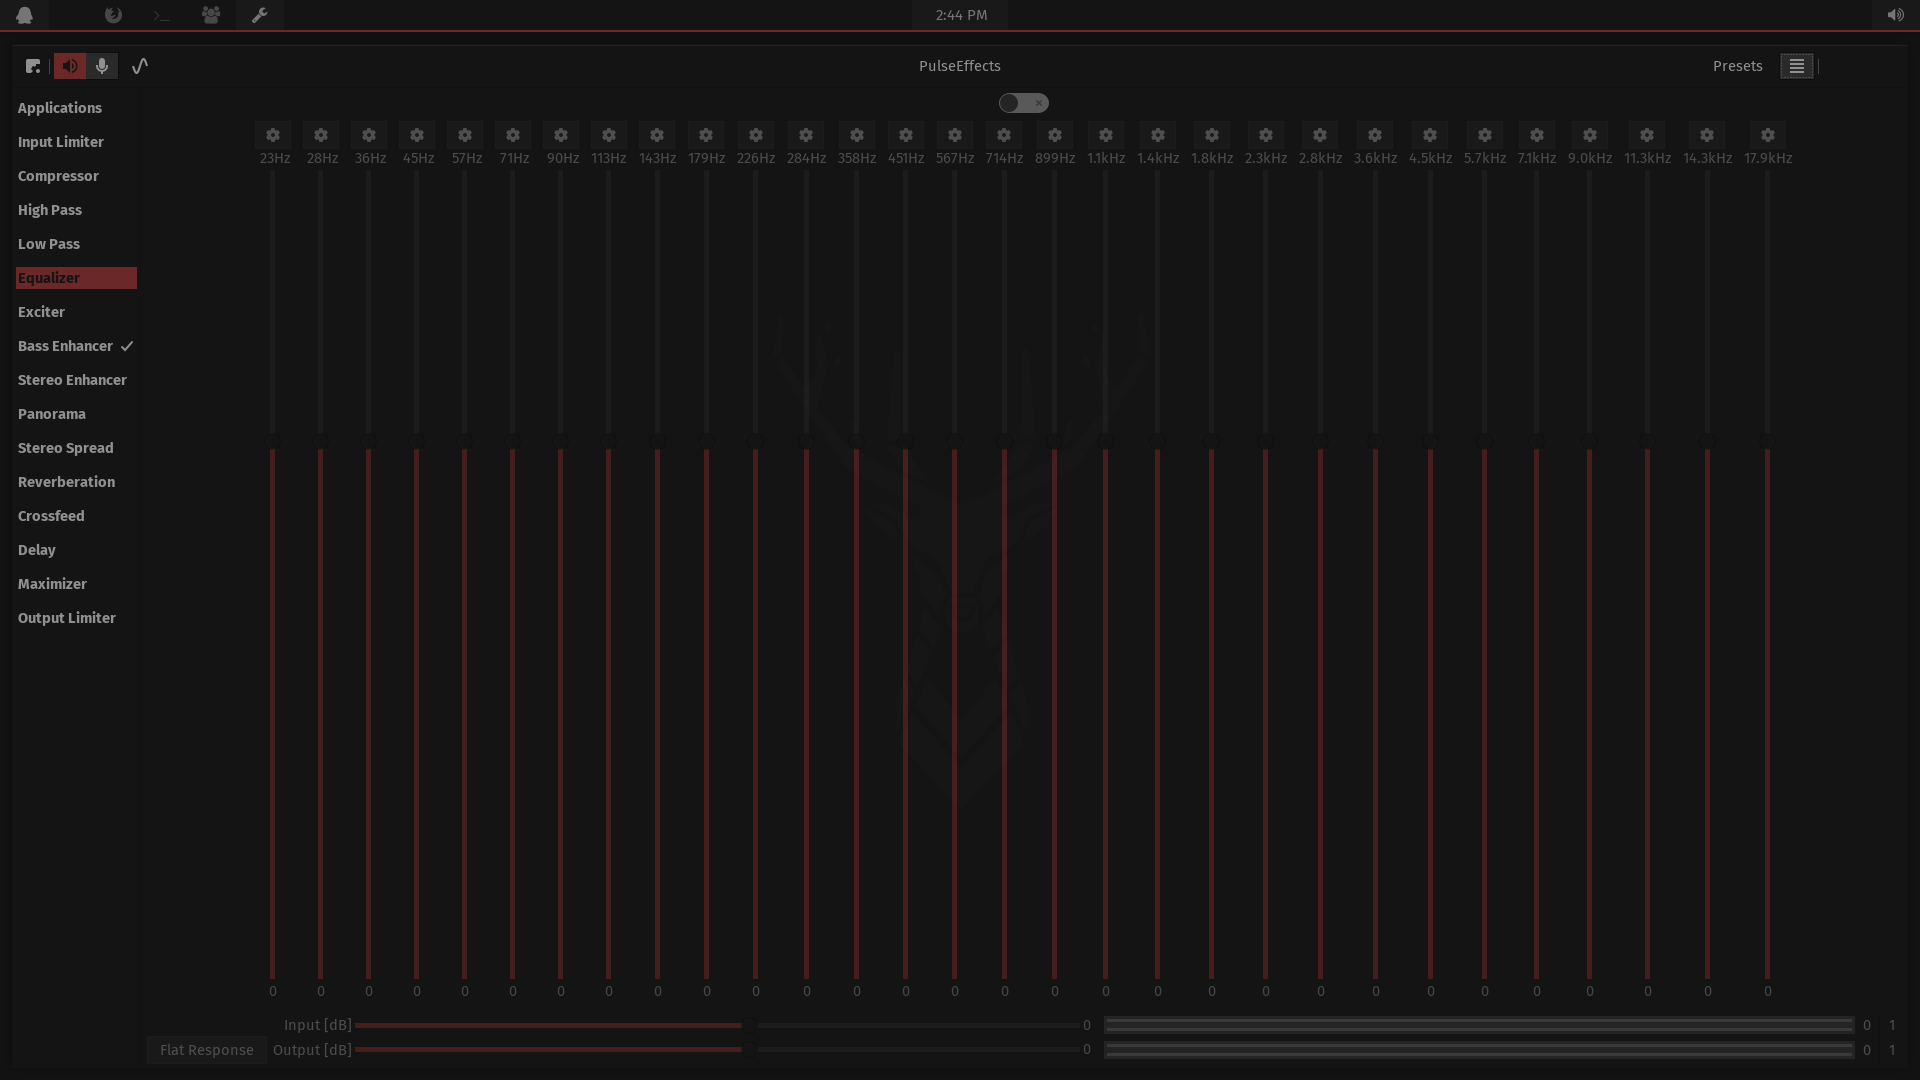 2:44 PM
PulseEffects
Presets
Applications
Input Limiter
Compressor
High Pass
Low Pass
Equalizer
Exciter
Bass Enhancer
Stereo Enhancer
Panorama
Stereo Spread
Reverberation
Crossfeed
Delay
Maximizer
Output Limiter
23Hz 28Hz 36Hz 45Hz 57Hz 71Hz 90Hz 113Hz 143Hz 179Hz 226Hz 284Hz 358Hz 451Hz 567Hz 714Hz 899Hz 1.1kHz 1.4kHz 1.8kHz 2.3kHz 2.8kHz 3.6kHz 4.5kHz 5.7kHz 7.1kHz 9.0kHz 11.3kHz 14.3kHz 17.9kHz
0 0 0 0 0 0 0 0 0 0 0 0 0 0 0 0 0 0 0 0 0 0 0 0 0 0 0 0 0 0
Input [dB] 0 0 1
Flat Response Output [dB] 0 0 1